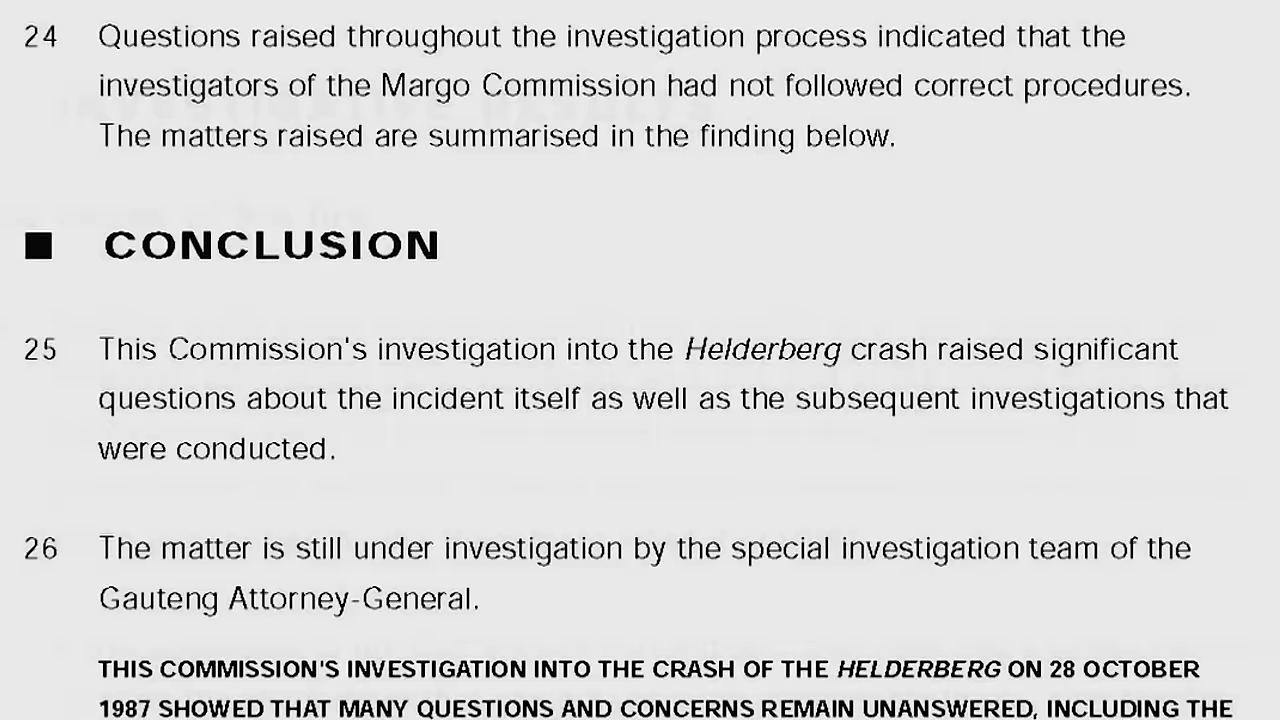 24 Questions raised throughout the investigation process indicated that the
investigators of the Margo Commission had not followed correct procedures.
The matters raised are summarised in the finding below.
■ CONCLUSION
25 This Commission's investigation into the Helderberg crash raised significant
questions about the incident itself as well as the subsequent investigations that
were conducted.
26 The matter is still under investigation by the special investigation team of the
Gauteng Attorney-General.
THIS COMMISSION'S INVESTIGATION INTO THE CRASH OF THE HELDERBERG ON 28 OCTOBER
1987 SHOWED THAT MANY QUESTIONS AND CONCERNS REMAIN UNANSWERED, INCLUDING THE